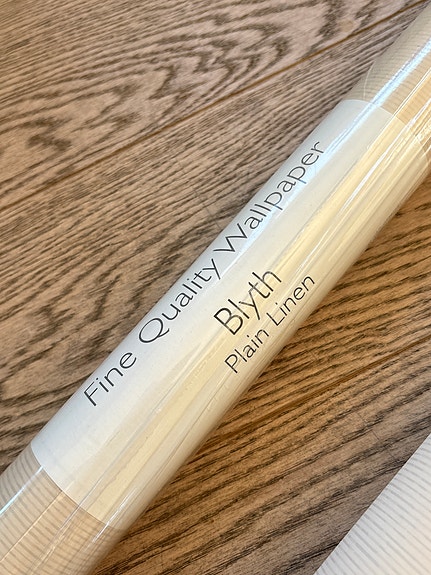 Fine Quality Wallpaper
Blyth
Plain Linen